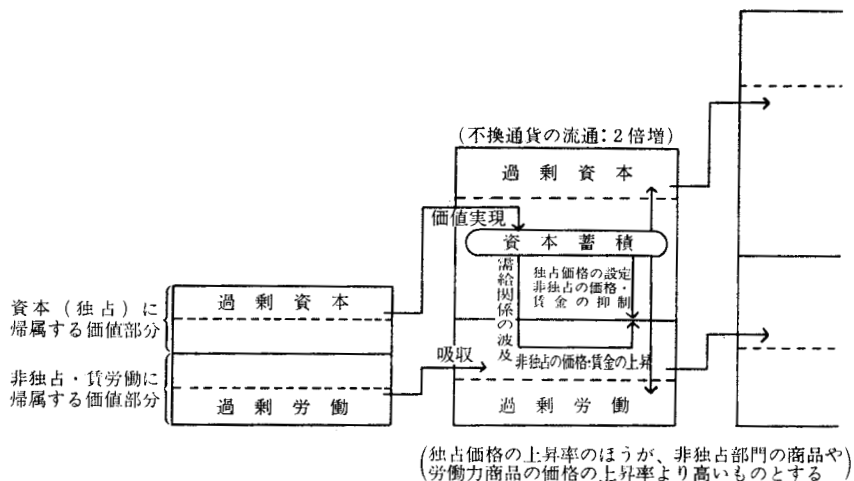 (不換通貨の流通:2倍増)
過剰資本
価値実現
資本蓄積
需給関係の波及
独占価格の設定
非独占の価格・
賃金の抑制
資本(独占)に
帰属する価値部分
過剰資本
吸収
非独占の価格・賃金の上昇
非独占・賃労働に
帰属する価値部分
過剰労働
過剰労働
(独占価格の上昇率のほうが、非独占部門の商品や
労働力商品の価格の上昇率より高いものとする)